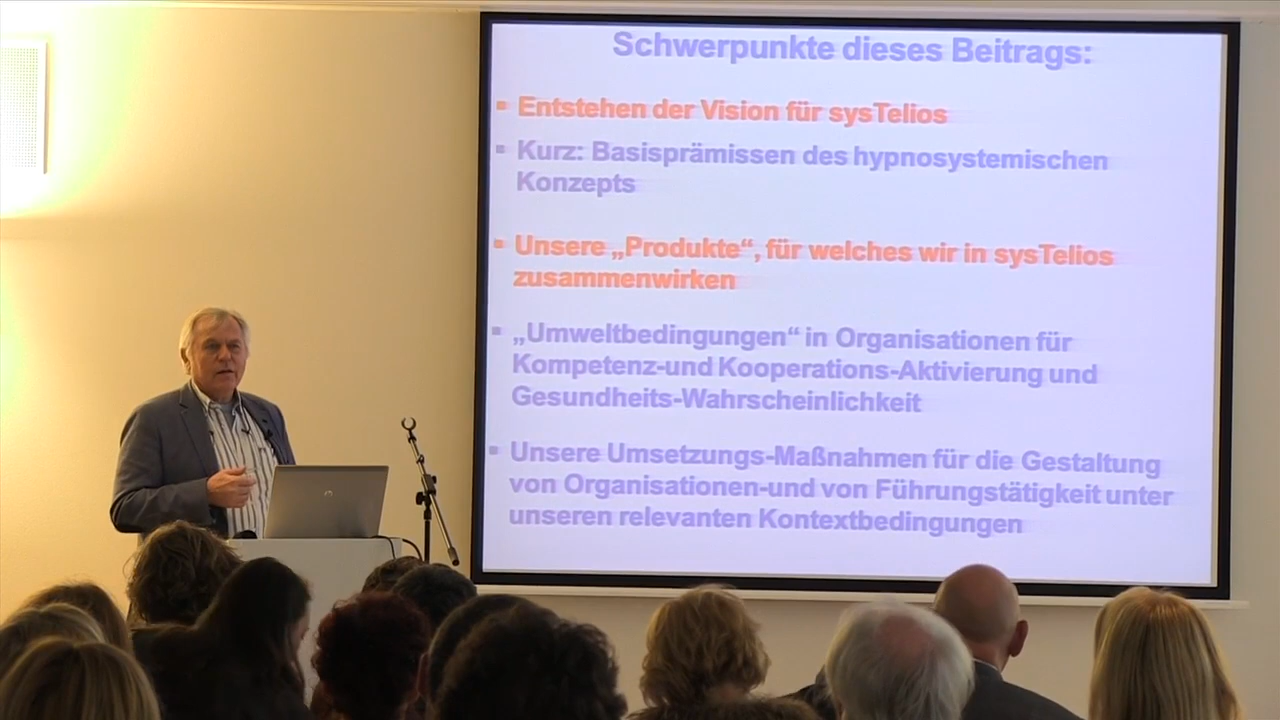 Schwerpunkte dieses Beitrags:
▪ Entstehen der Vision für sysTelios
▪ Kurz: Basisprämissen des hypnosystemischen
Konzepts
▪ Unsere „Produkte“, für welches wir in sysTelios
zusammenwirken
▪ „Umweltbedingungen“ in Organisationen für
Kompetenz-und Kooperations-Aktivierung und
Gesundheits-Wahrscheinlichkeit
▪ Unsere Umsetzungs-Maßnahmen für die Gestaltung
von Organisationen-und von Führungstätigkeit unter
unseren relevanten Kontextbedingungen